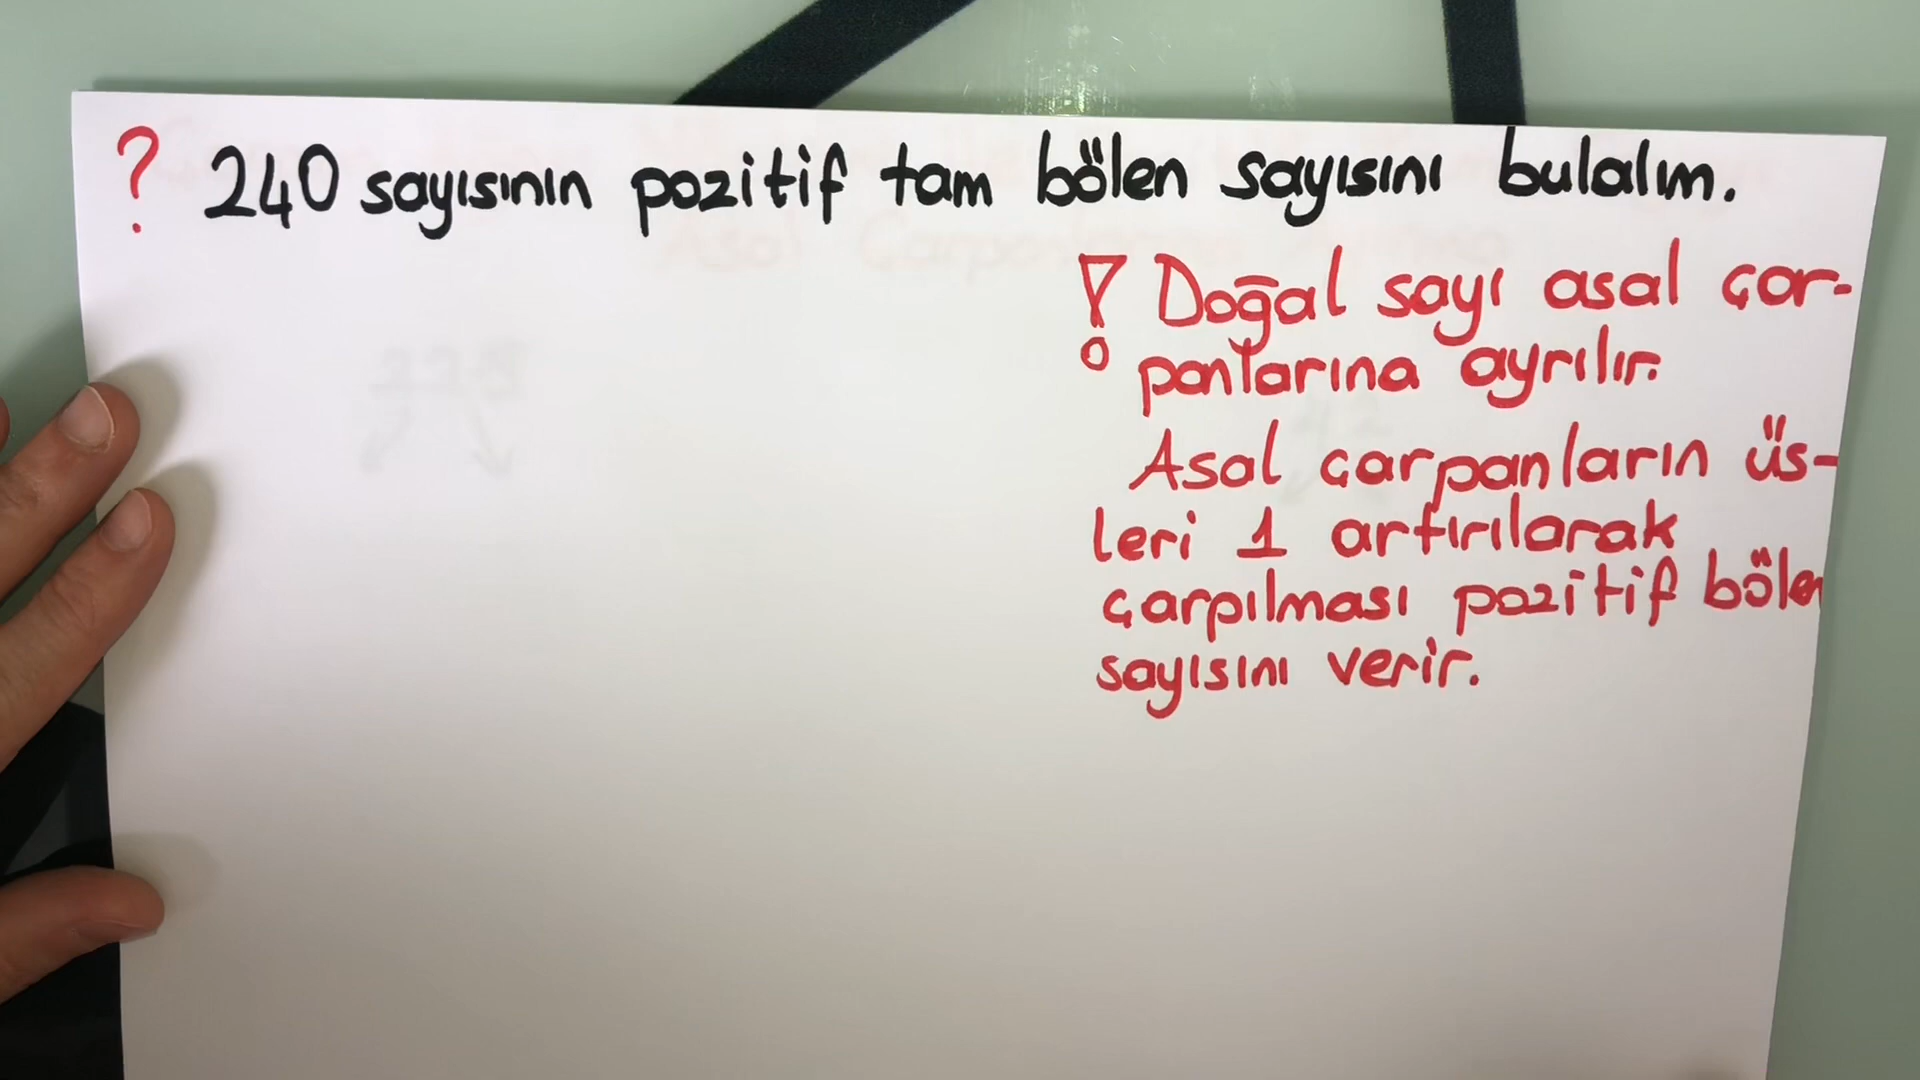 ? 240 sayısının pozitif tam bölen sayısını bulalım.
! Doğal sayı asal çar-
panlarına ayrılır.
Asal çarpanların üs-
leri 1 artırılarak
çarpılması pozitif bölen
sayısını verir.